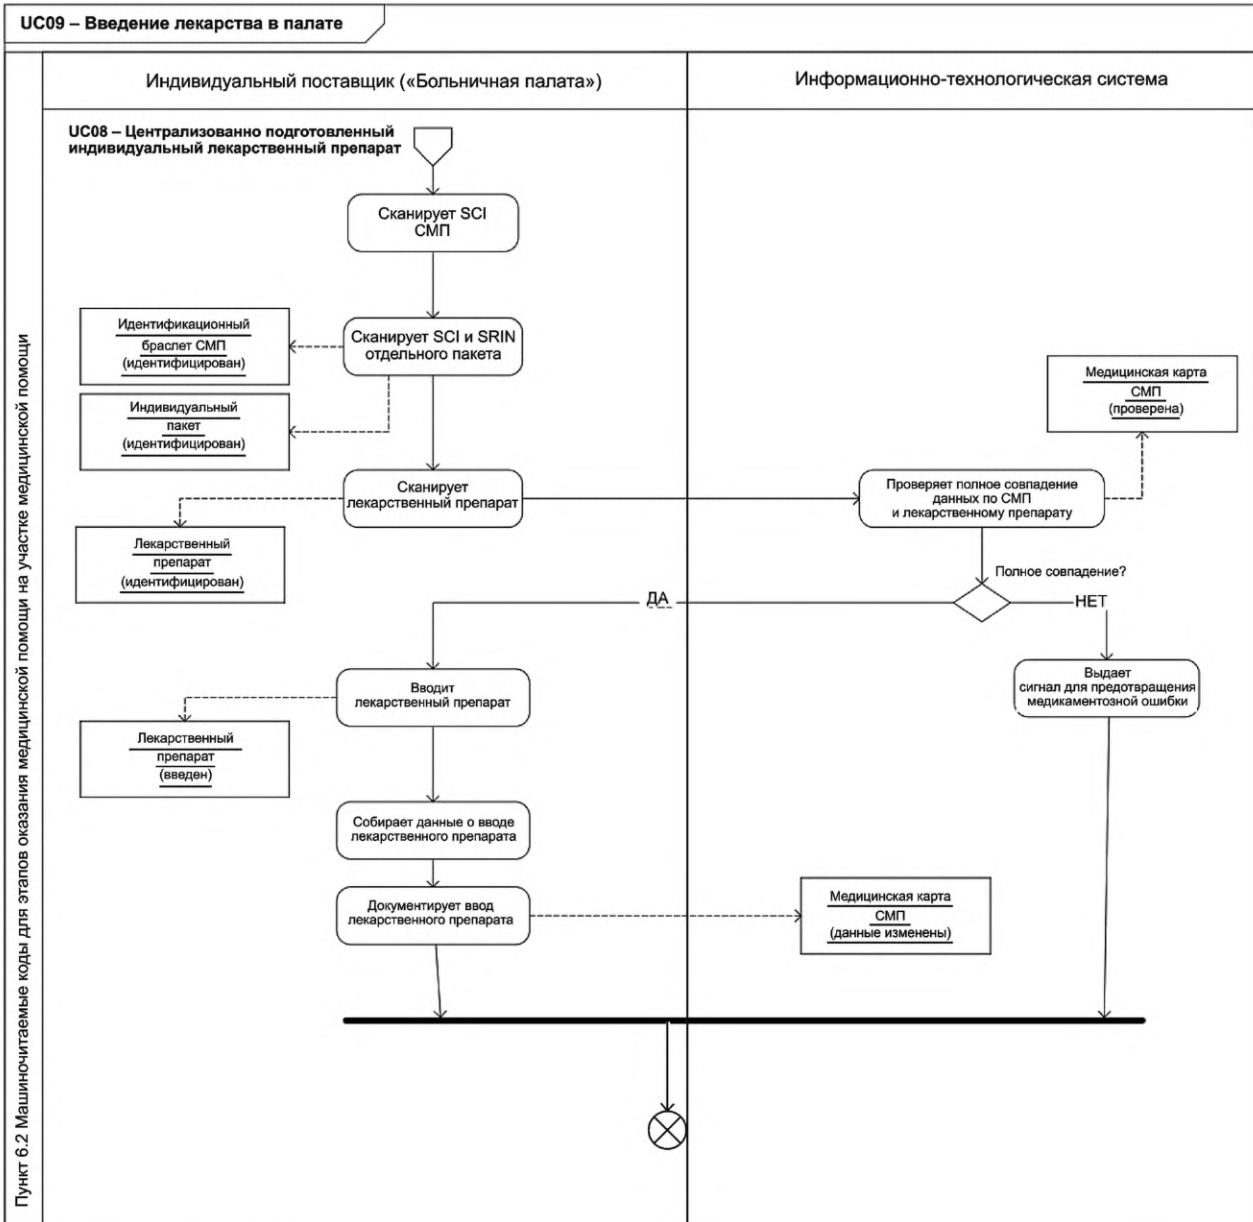 UC09 – Введение лекарства в палате
Индивидуальный поставщик («Больничная палата»)
Информационно-технологическая система
Пункт 6.2 Машиночитаемые коды для этапов оказания медицинской помощи на участке медицинской помощи
UC08 – Централизованно подготовленный
индивидуальный лекарственный препарат
Сканирует SCI
СМП
Идентификационный
браслет СМП
(идентифицирован)
Сканирует SCI и SRIN
отдельного пакета
Индивидуальный
пакет
(идентифицирован)
Медицинская карта
СМП
(проверена)
Сканирует
лекарственный препарат
Проверяет полное совпадение
данных по СМП
и лекарственному препарату
Лекарственный
препарат
(идентифицирован)
Полное совпадение?
ДА
НЕТ
Вводит
лекарственный препарат
Выдает
сигнал для предотвращения
медикаментозной ошибки
Лекарственный
препарат
(введен)
Собирает данные о вводе
лекарственного препарата
Документирует ввод
лекарственного препарата
Медицинская карта
СМП
(данные изменены)